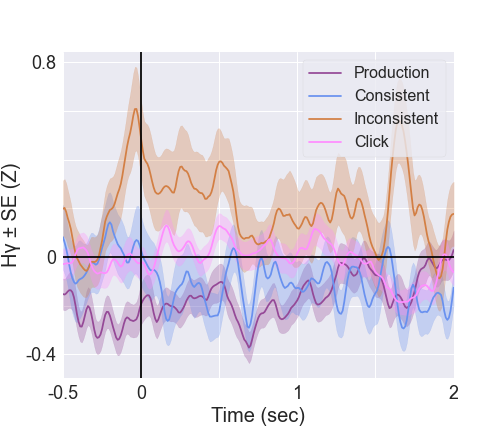 Production
Consistent
Inconsistent
Click
0.8
0
-0.4
Hγ ± SE (Z)
-0.5
0
1
2
Time (sec)